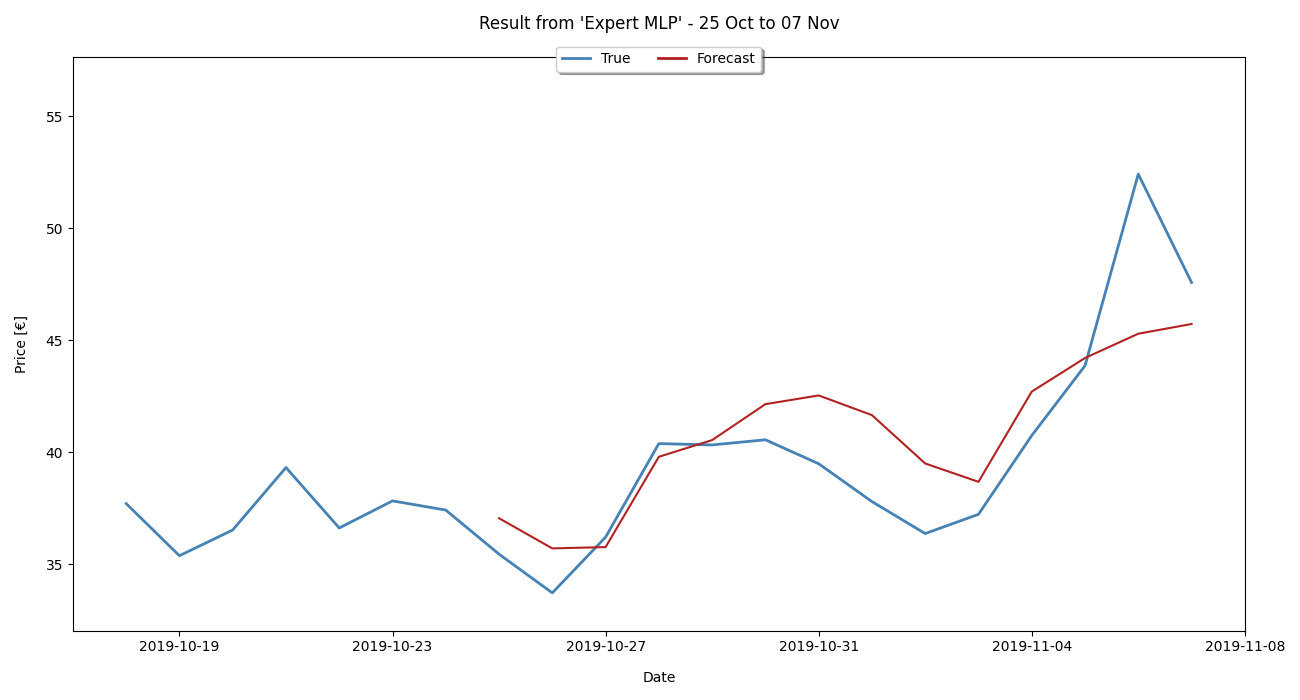 Result from 'Expert MLP' - 25 Oct to 07 Nov
True Forecast
55
50
45
40
35
Price [€]
2019-10-19 2019-10-23 2019-10-27 2019-10-31 2019-11-04 2019-11-08
Date